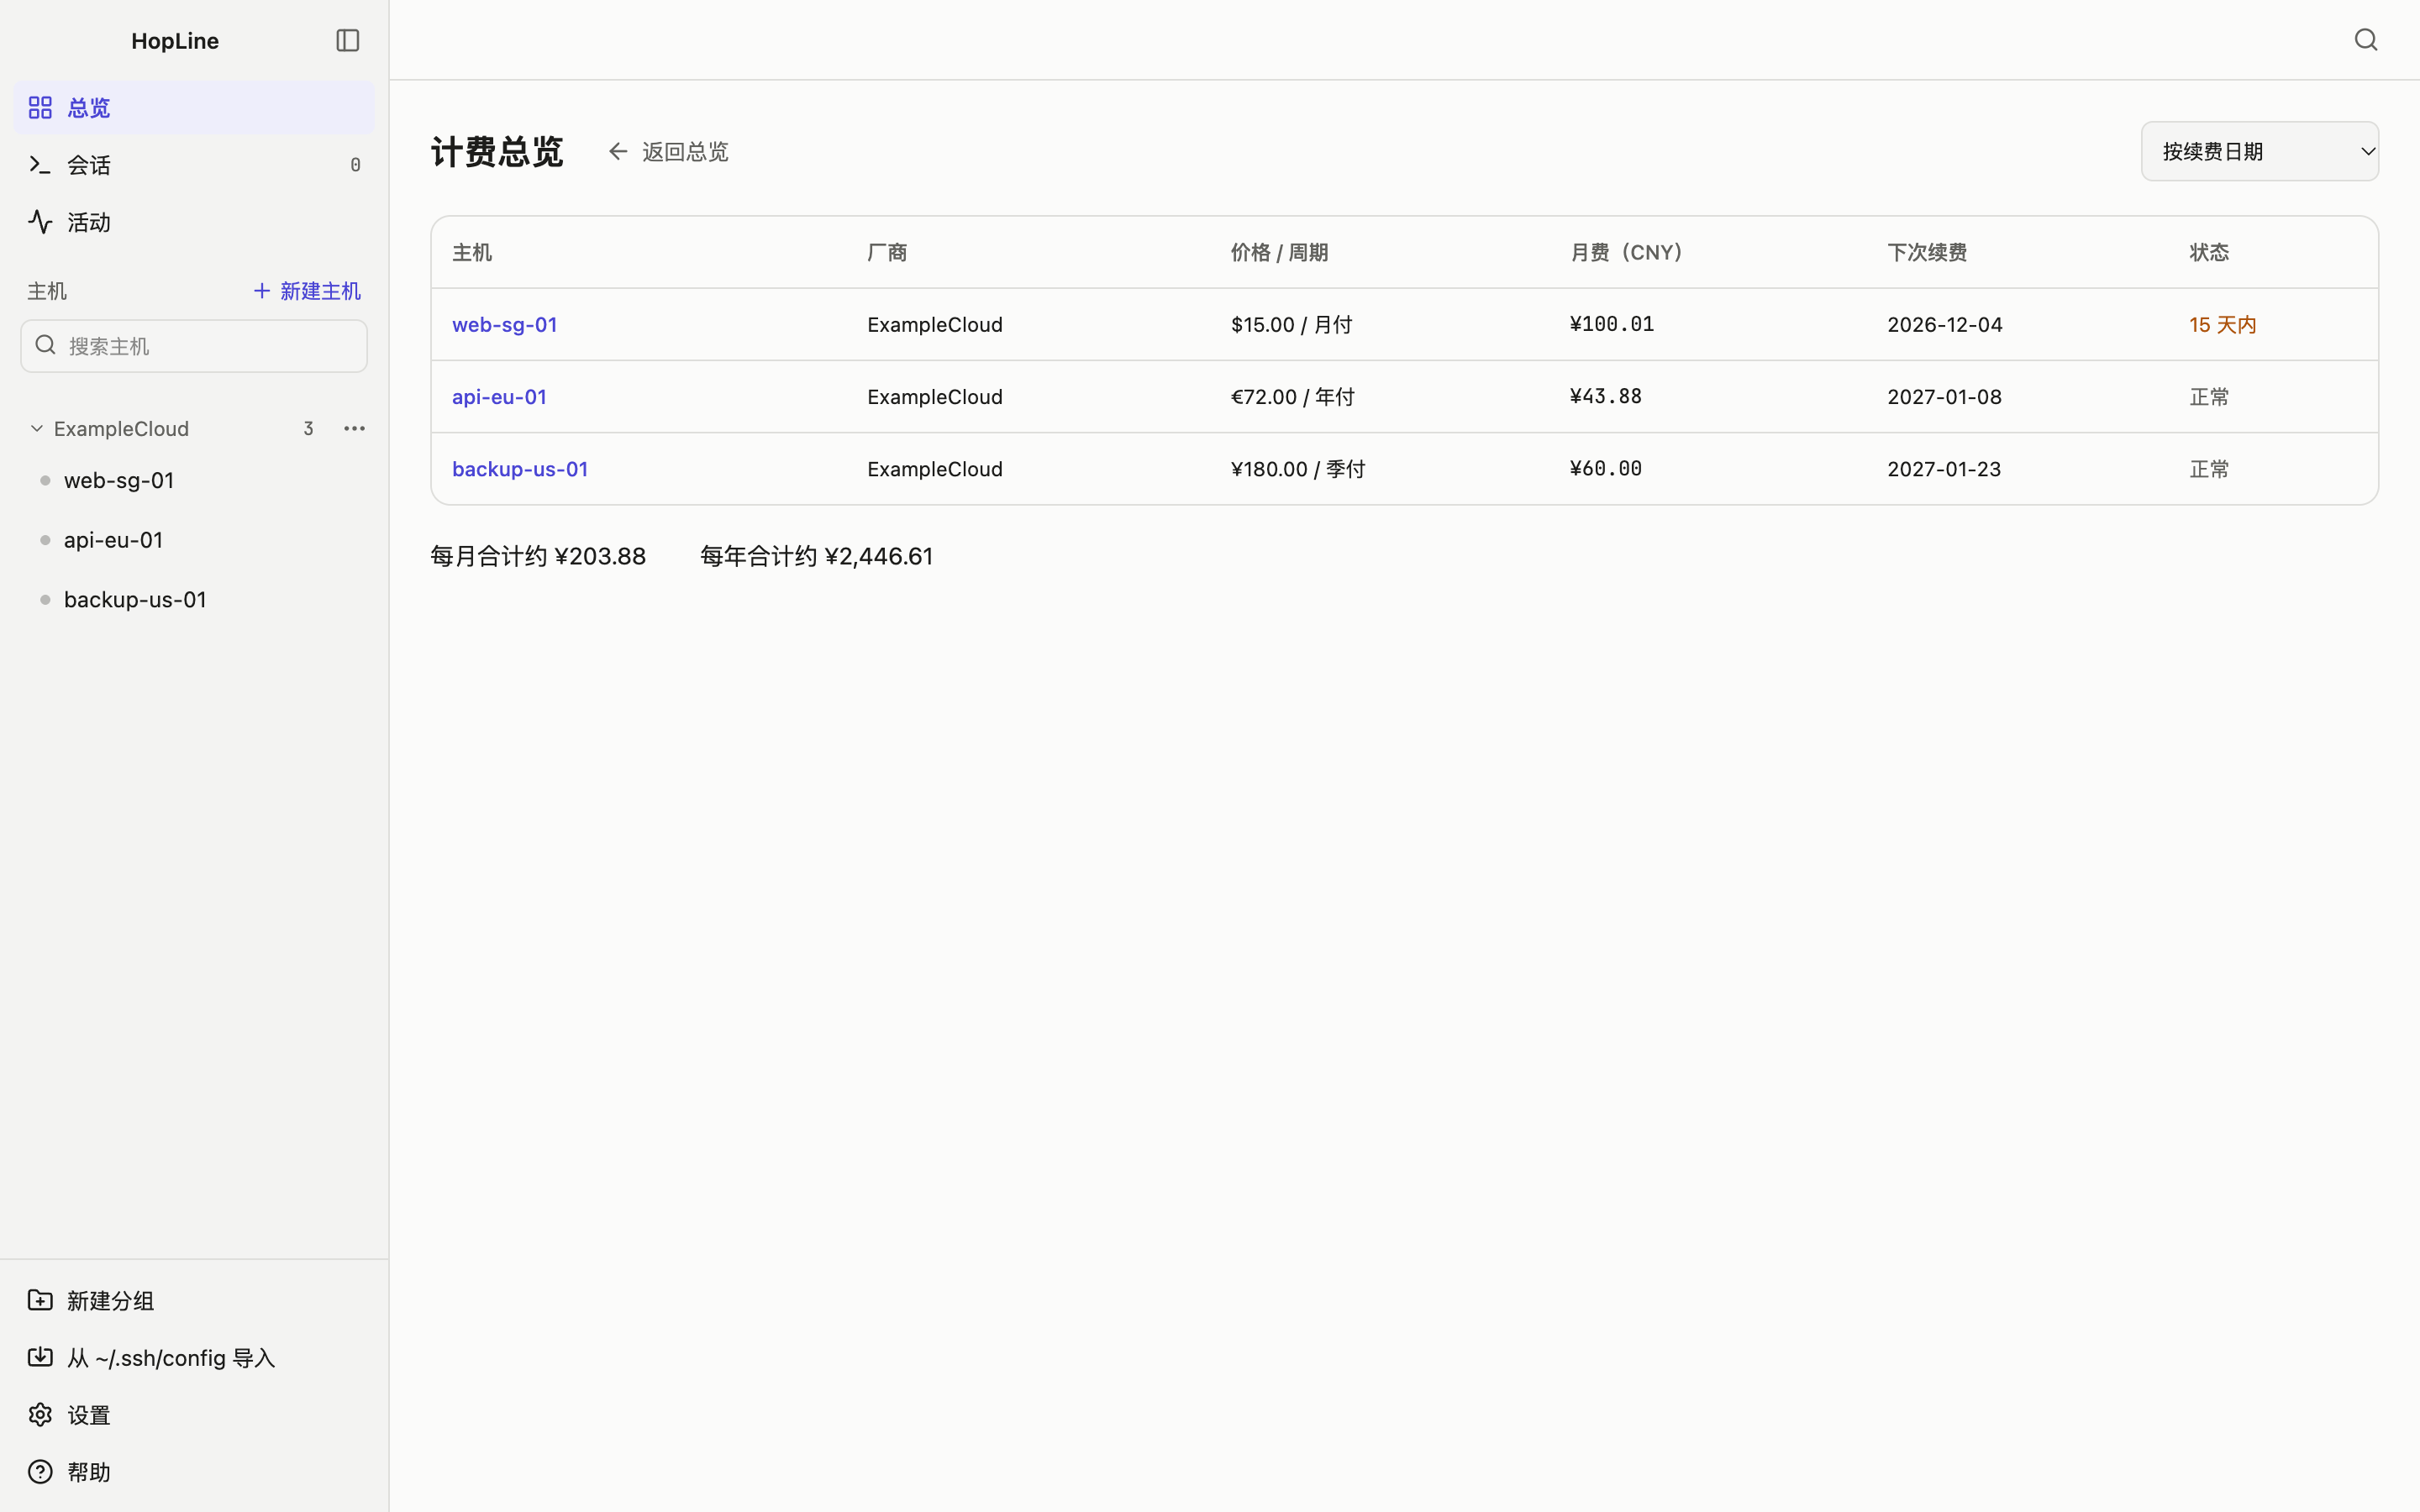 HopLine
总览
会话 0
活动
主机 新建主机
搜索主机
ExampleCloud 3
web-sg-01
api-eu-01
backup-us-01
新建分组
从 ~/.ssh/config 导入
设置
帮助
计费总览 返回总览 按续费日期
主机 厂商 价格 / 周期 月费（CNY） 下次续费 状态
web-sg-01 ExampleCloud $15.00 / 月付 ¥100.01 2026-12-04 15 天内
api-eu-01 ExampleCloud €72.00 / 年付 ¥43.88 2027-01-08 正常
backup-us-01 ExampleCloud ¥180.00 / 季付 ¥60.00 2027-01-23 正常
每月合计约 ¥203.88 每年合计约 ¥2,446.61